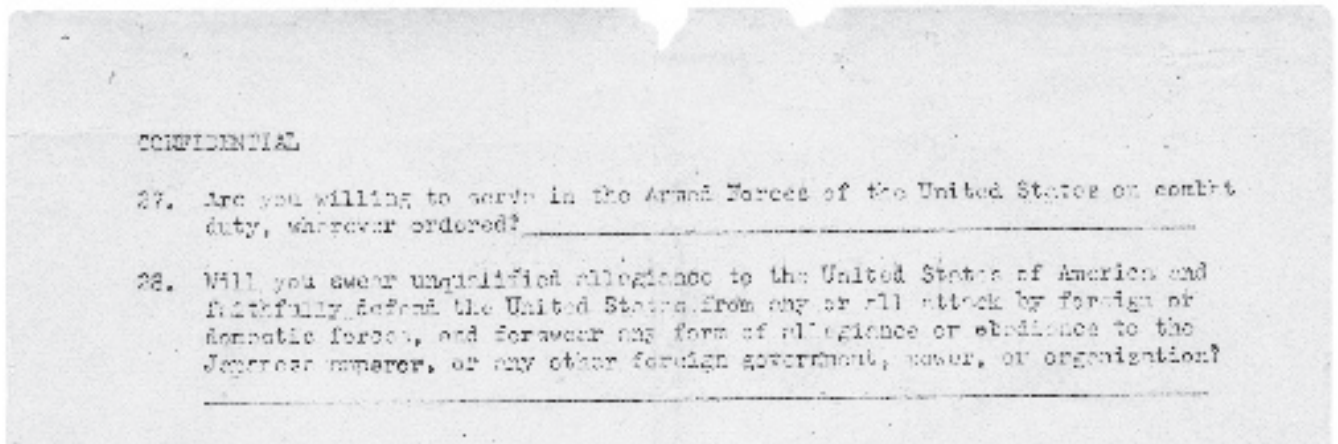 CONFIDENTIAL
27. Are you willing to serve in the Armed Forces of the United States on combat
duty, wherever ordered?
28. Will you swear unqualified allegiance to the United States of America and
faithfully defend the United States from any or all attack by foreign or
domestic forces, and forswear any form of allegiance or obedience to the
Japanese emperor, or any other foreign government, power, or organization?